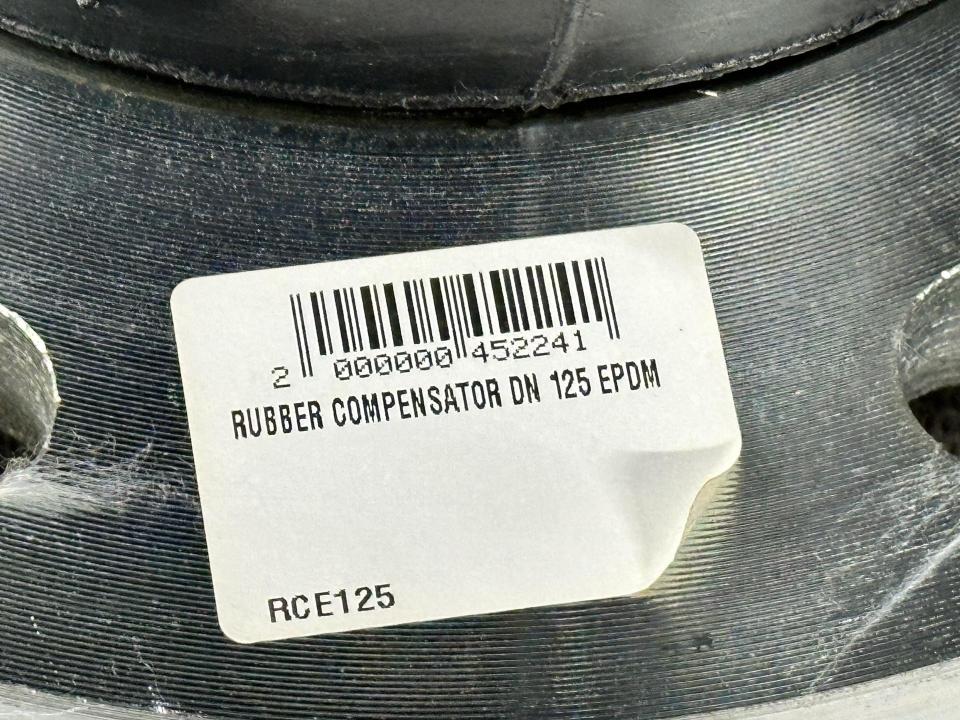 2 000000 452241
RUBBER COMPENSATOR DN 125 EPDM
RCE125